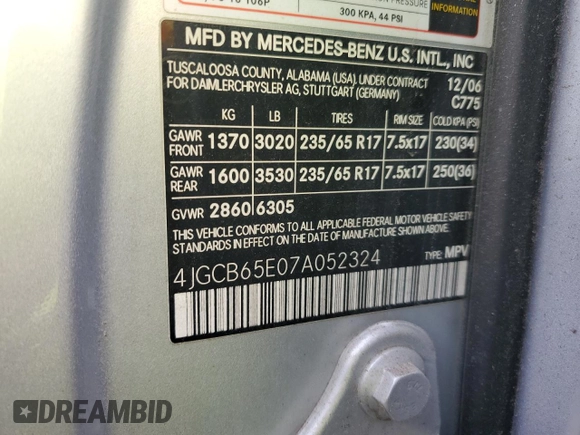 300 KPA, 44 PSI
INFORMATION
MFD BY MERCEDES-BENZ U.S. INTL., INC
TUSCALOOSA COUNTY, ALABAMA (USA). UNDER CONTRACT
FOR DAIMLERCHRYSLER AG, STUTTGART (GERMANY)
12/06
C775
KG LB TIRES RIM SIZE COLD KPA (PSI)
GAWR FRONT 1370 3020 235/65 R17 7.5x17 230(34)
GAWR REAR 1600 3530 235/65 R17 7.5x17 250(36)
GVWR 2860 6305
THIS VEHICLE CONFORMS TO ALL APPLICABLE FEDERAL MOTOR VEHICLE SAFETY
STANDARDS IN EFFECT ON THE DATE OF MANUFACTURE SHOWN ABOVE
4JGCB65E07A052324 TYPE: MPV
DREAMBID